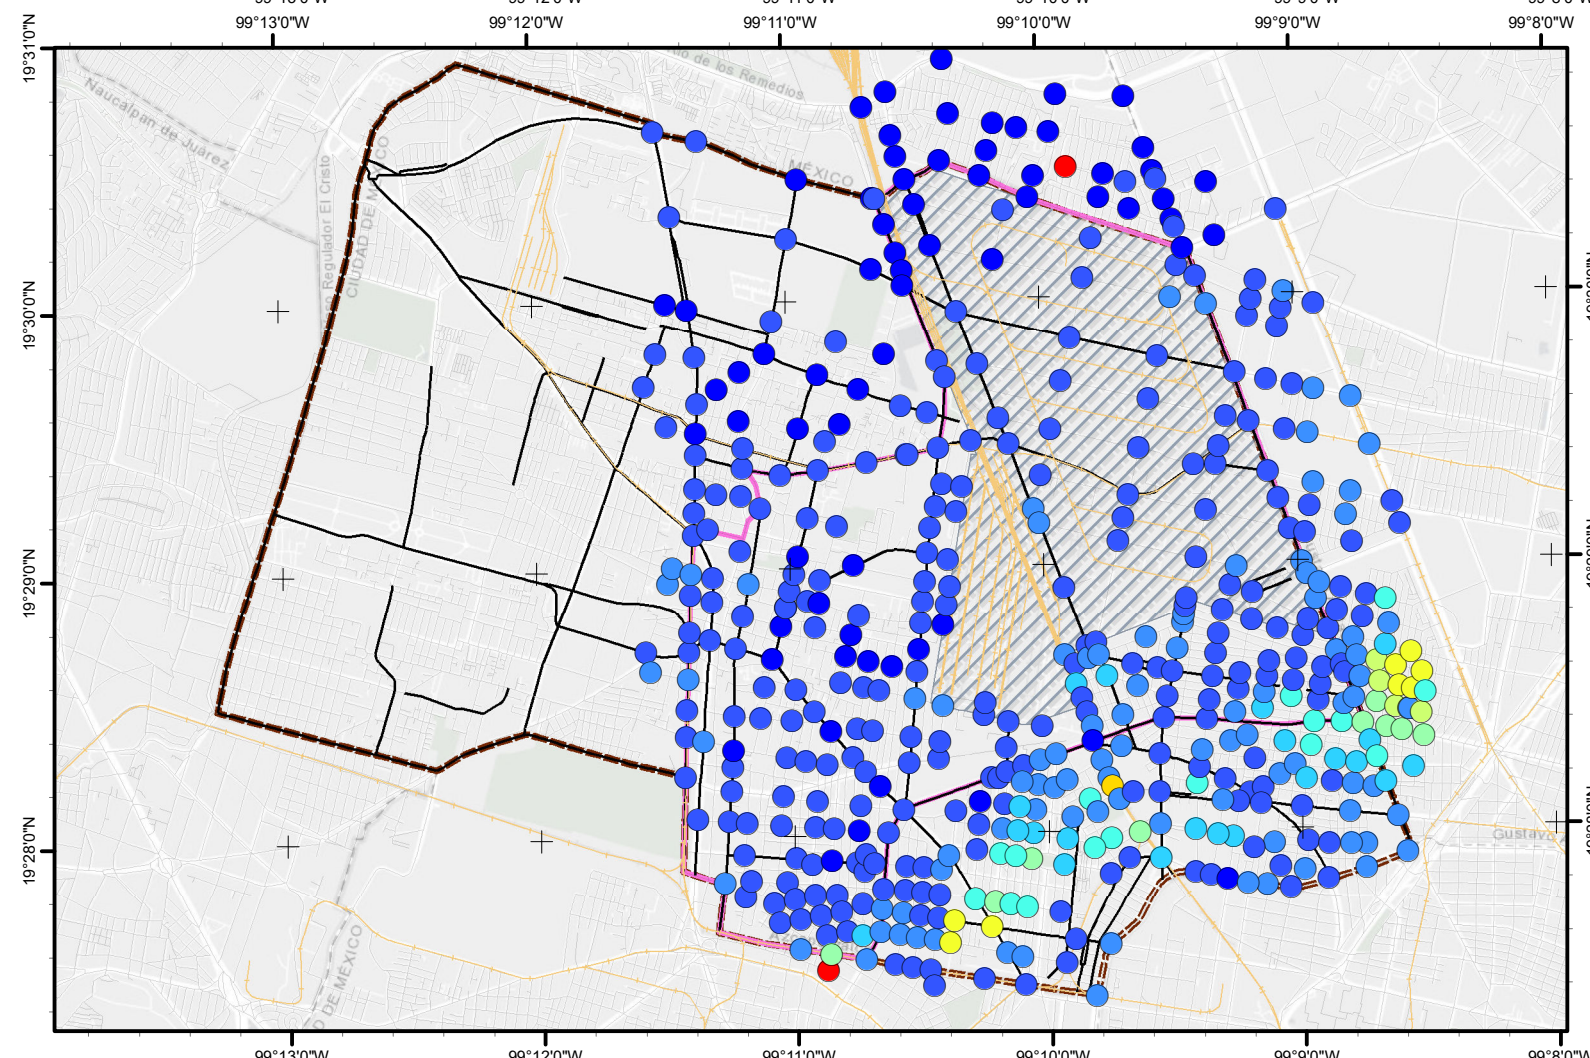 99°13'0"W
99°12'0"W
99°11'0"W
99°10'0"W
99°9'0"W
99°8'0"W
19°31'0"N
19°30'0"N
19°29'0"N
19°28'0"N
Naucalpan de Juárez
o de los Remedios
MÉXICO
o Regulador El Cristo
CIUDAD DE MÉXICO
Gustavo
Azcapotzal
D DE MÉXICO
99°13'0"W
99°12'0"W
99°11'0"W
99°10'0"W
99°9'0"W
99°8'0"W